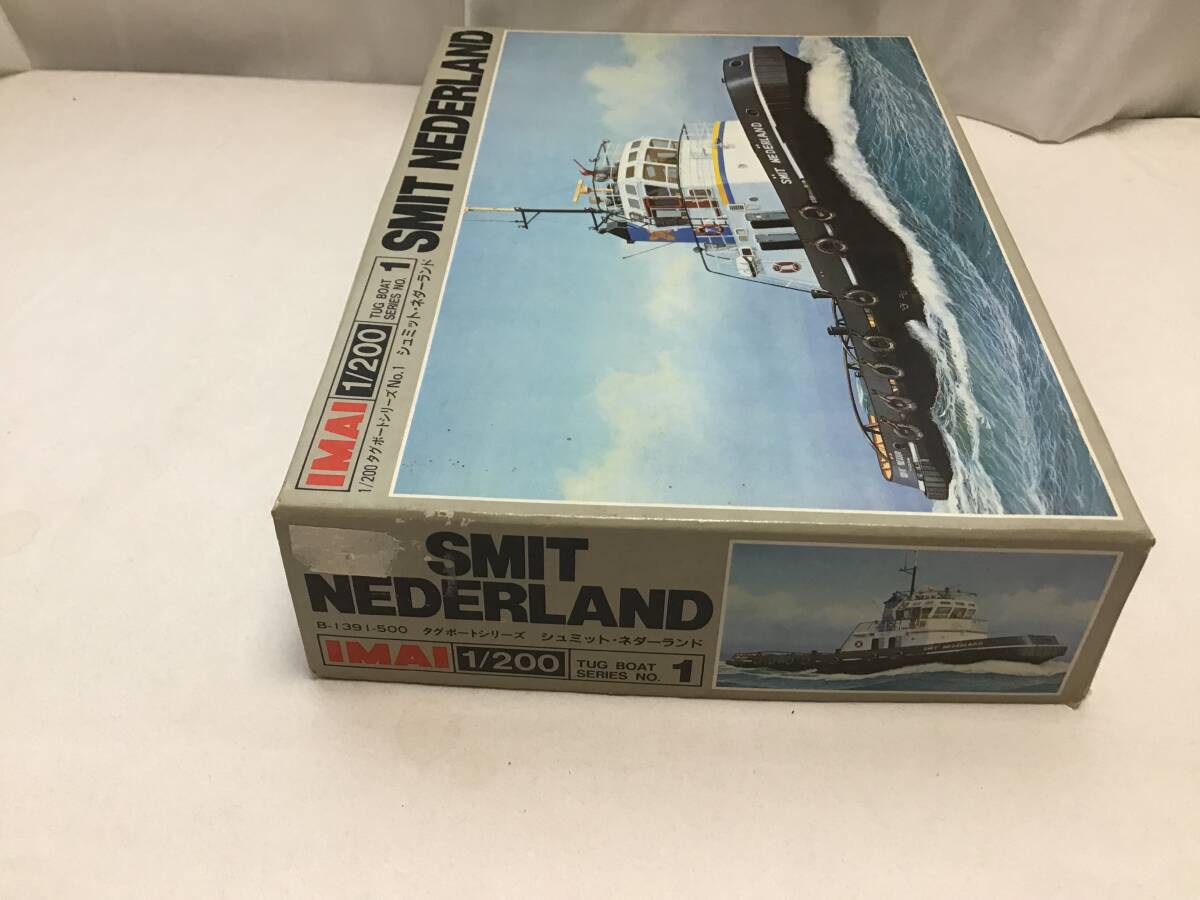 SMIT NEDERLAND
IMAI 1/200 TUG BOAT SERIES NO. 1
1/200 タグボートシリーズNo.1 シュミット・ネダーランド
SMIT NEDERLAND
SMIT
NEDERLAND
B-1391-500 タグボートシリーズ シュミット・ネダーランド
IMAI 1/200 TUG BOAT
SERIES NO. 1
SMIT NEDERLAND